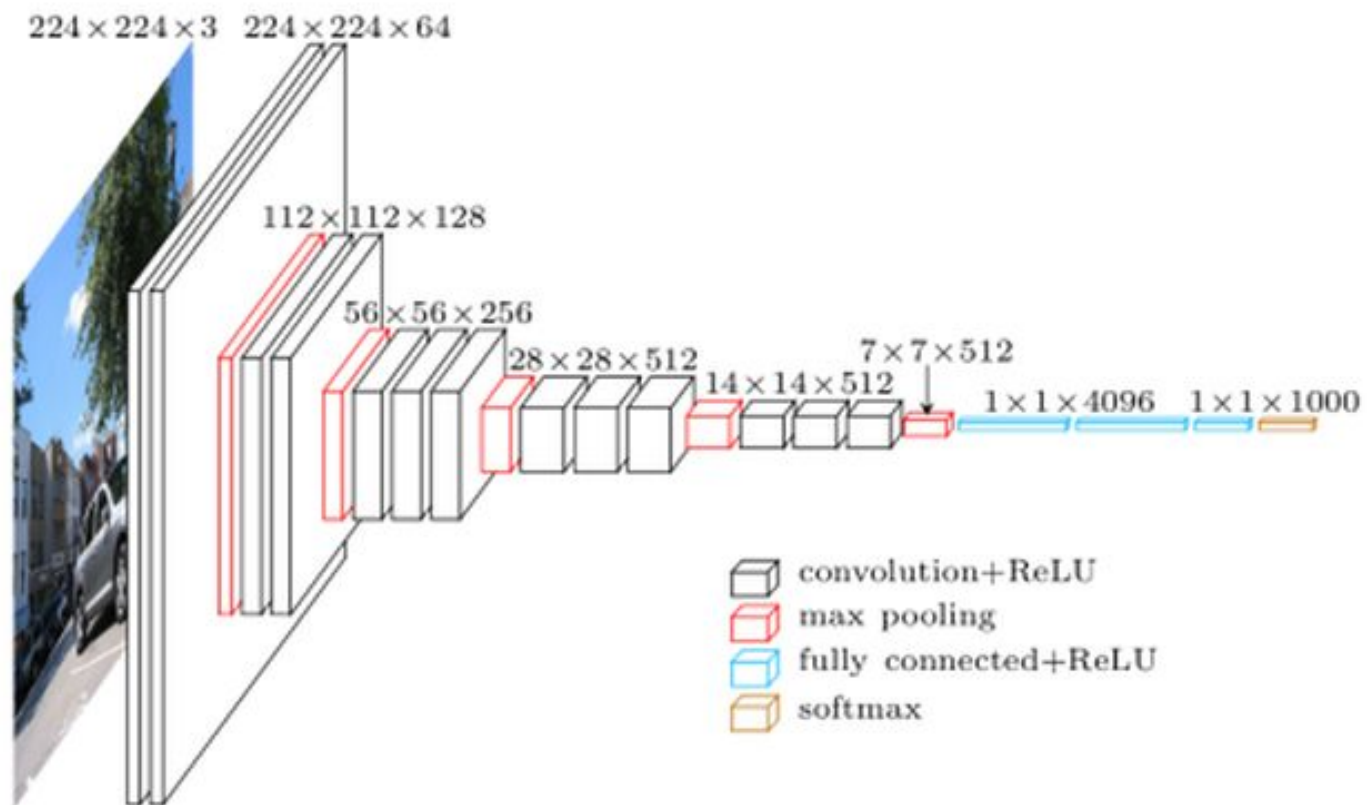 224×224×3
224×224×64
112×112×128
56×56×256
28×28×512
14×14×512
7×7×512
1×1×4096
1×1×1000
convolution+ReLU
max pooling
fully connected+ReLU
softmax